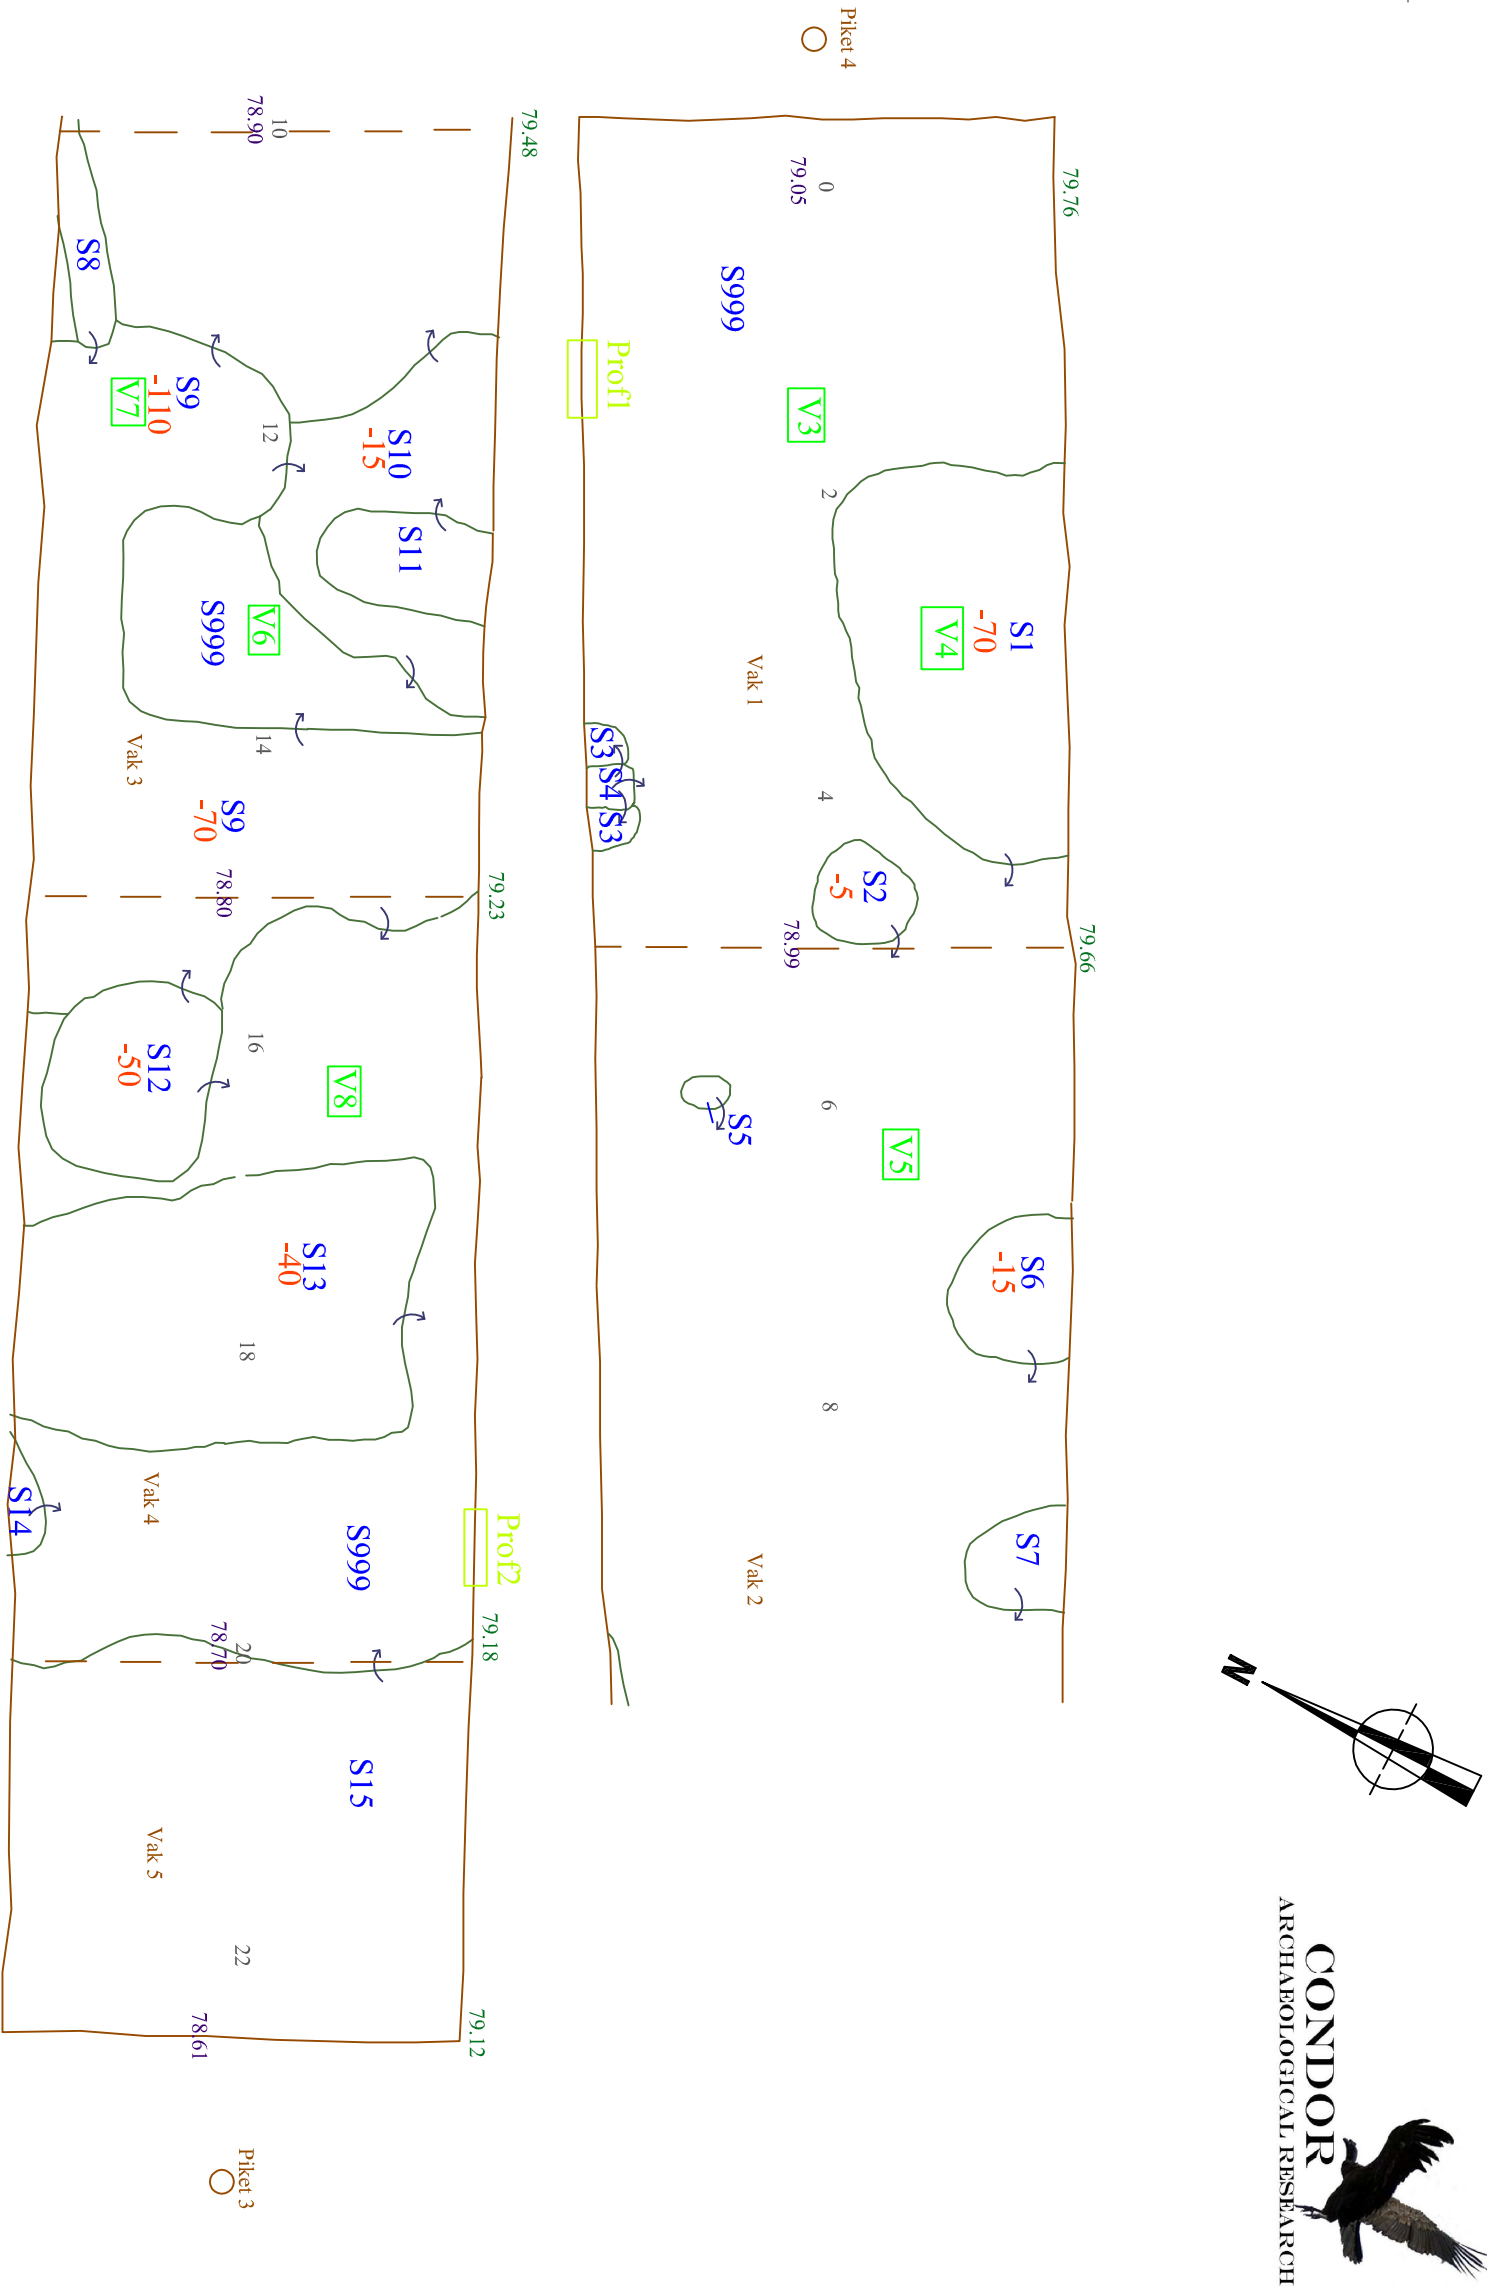 Piket 4
79.76
0
79.05
S999
Prof1
V3
2
S1
-70
V4
Vak 1
S3
S4
S3
4
S2
-5
79.66
78.99
6
S5
V5
S6
-15
8
S7
Vak 2
79.48
10
78.90
S8
S9
-110
V7
12
S10
-15
S11
V6
S999
14
Vak 3
S9
-70
79.23
78.80
16
S12
-50
V8
S13
-40
18
S14
Vak 4
S999
Prof2
79.18
20
78.70
S15
Vak 5
22
79.12
78.61
Piket 3
N
CONDOR
ARCHAEOLOGICAL RESEARCH